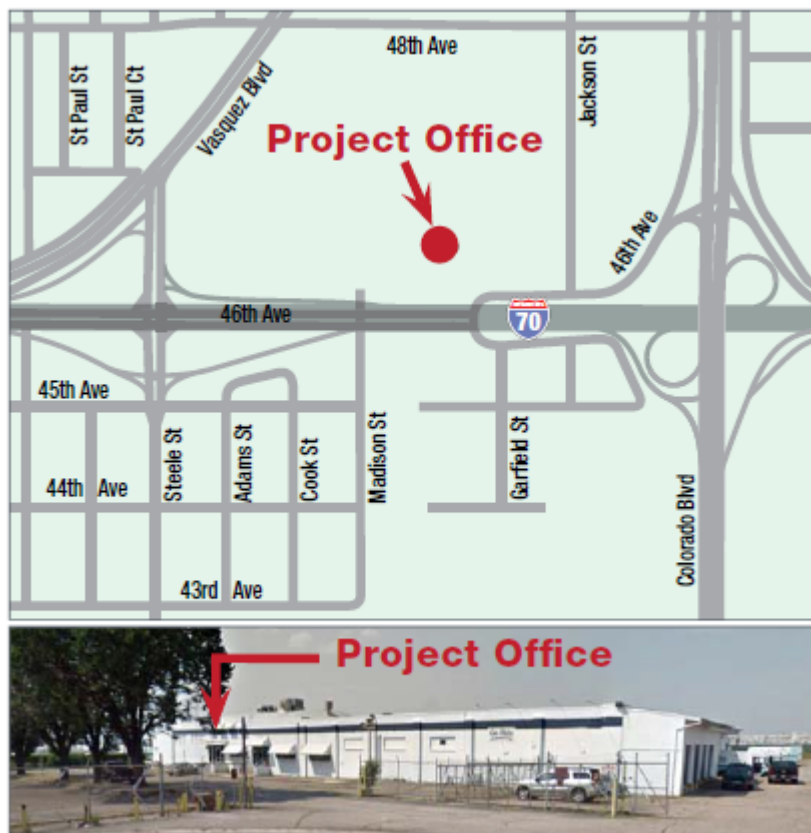 48th Ave
St Paul St
St Paul Ct
Vasquez Blvd
Jackson St
Project Office
46th Ave
46th Ave
70
45th Ave
Steele St
Adams St
Cook St
Madison St
Garfield St
44th Ave
Colorado Blvd
43rd Ave
Project Office